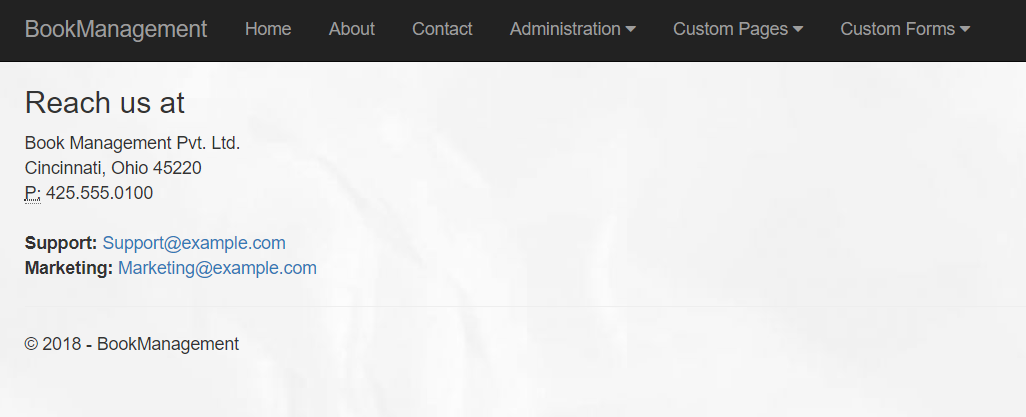 BookManagement Home About Contact Administration Custom Pages Custom Forms
Reach us at
Book Management Pvt. Ltd.
Cincinnati, Ohio 45220
P: 425.555.0100
Support: Support@example.com
Marketing: Marketing@example.com
© 2018 - BookManagement